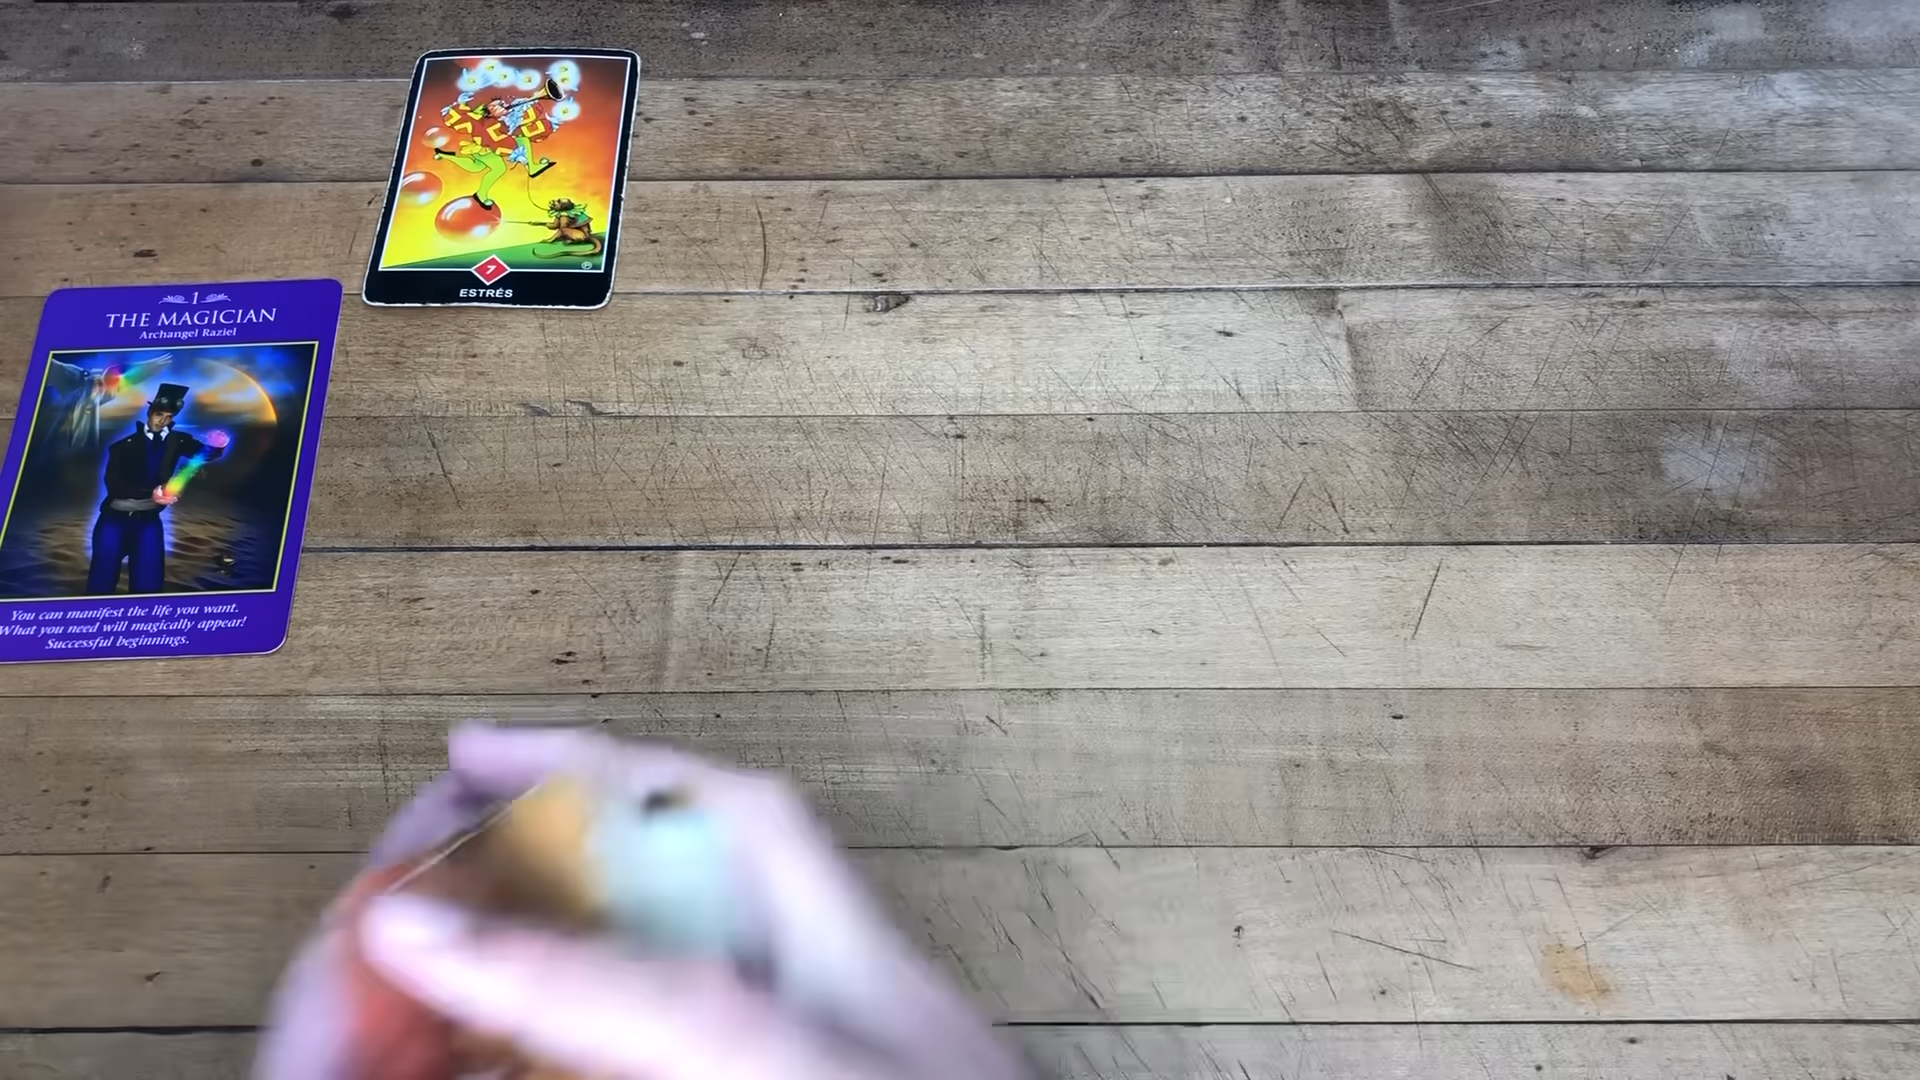 7
ESTRÉS
1
THE MAGICIAN
Archangel Raziel
You can manifest the life you want.
What you need will magically appear!
Successful beginnings.